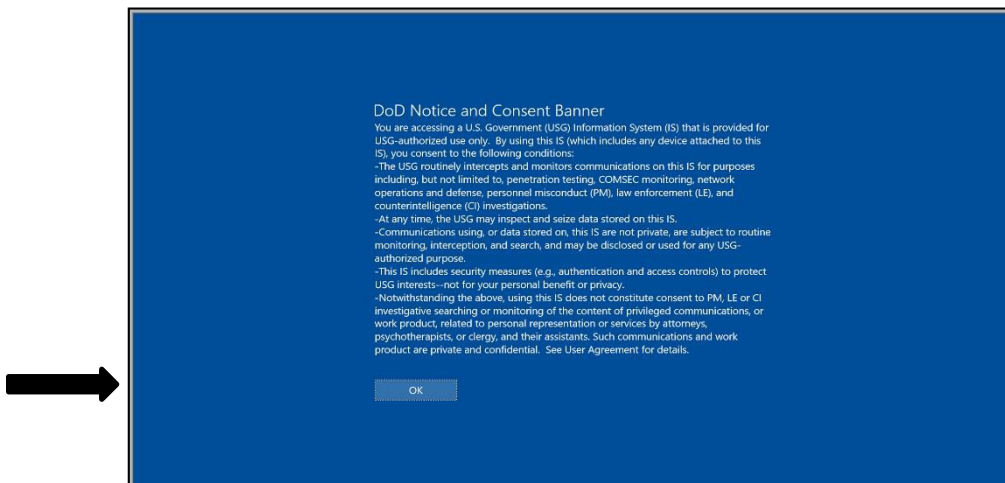 DoD Notice and Consent Banner
You are accessing a U.S. Government (USG) Information System (IS) that is provided for
USG-authorized use only.  By using this IS (which includes any device attached to this
IS), you consent to the following conditions:
-The USG routinely intercepts and monitors communications on this IS for purposes
including, but not limited to, penetration testing, COMSEC monitoring, network
operations and defense, personnel misconduct (PM), law enforcement (LE), and
counterintelligence (CI) investigations.
-At any time, the USG may inspect and seize data stored on this IS.
-Communications using, or data stored on, this IS are not private, are subject to routine
monitoring, interception, and search, and may be disclosed or used for any USG-
authorized purpose.
-This IS includes security measures (e.g., authentication and access controls) to protect
USG interests--not for your personal benefit or privacy.
-Notwithstanding the above, using this IS does not constitute consent to PM, LE or CI
investigative searching or monitoring of the content of privileged communications, or
work product, related to personal representation or services by attorneys,
psychotherapists, or clergy, and their assistants. Such communications and work
product are private and confidential.  See User Agreement for details.
OK